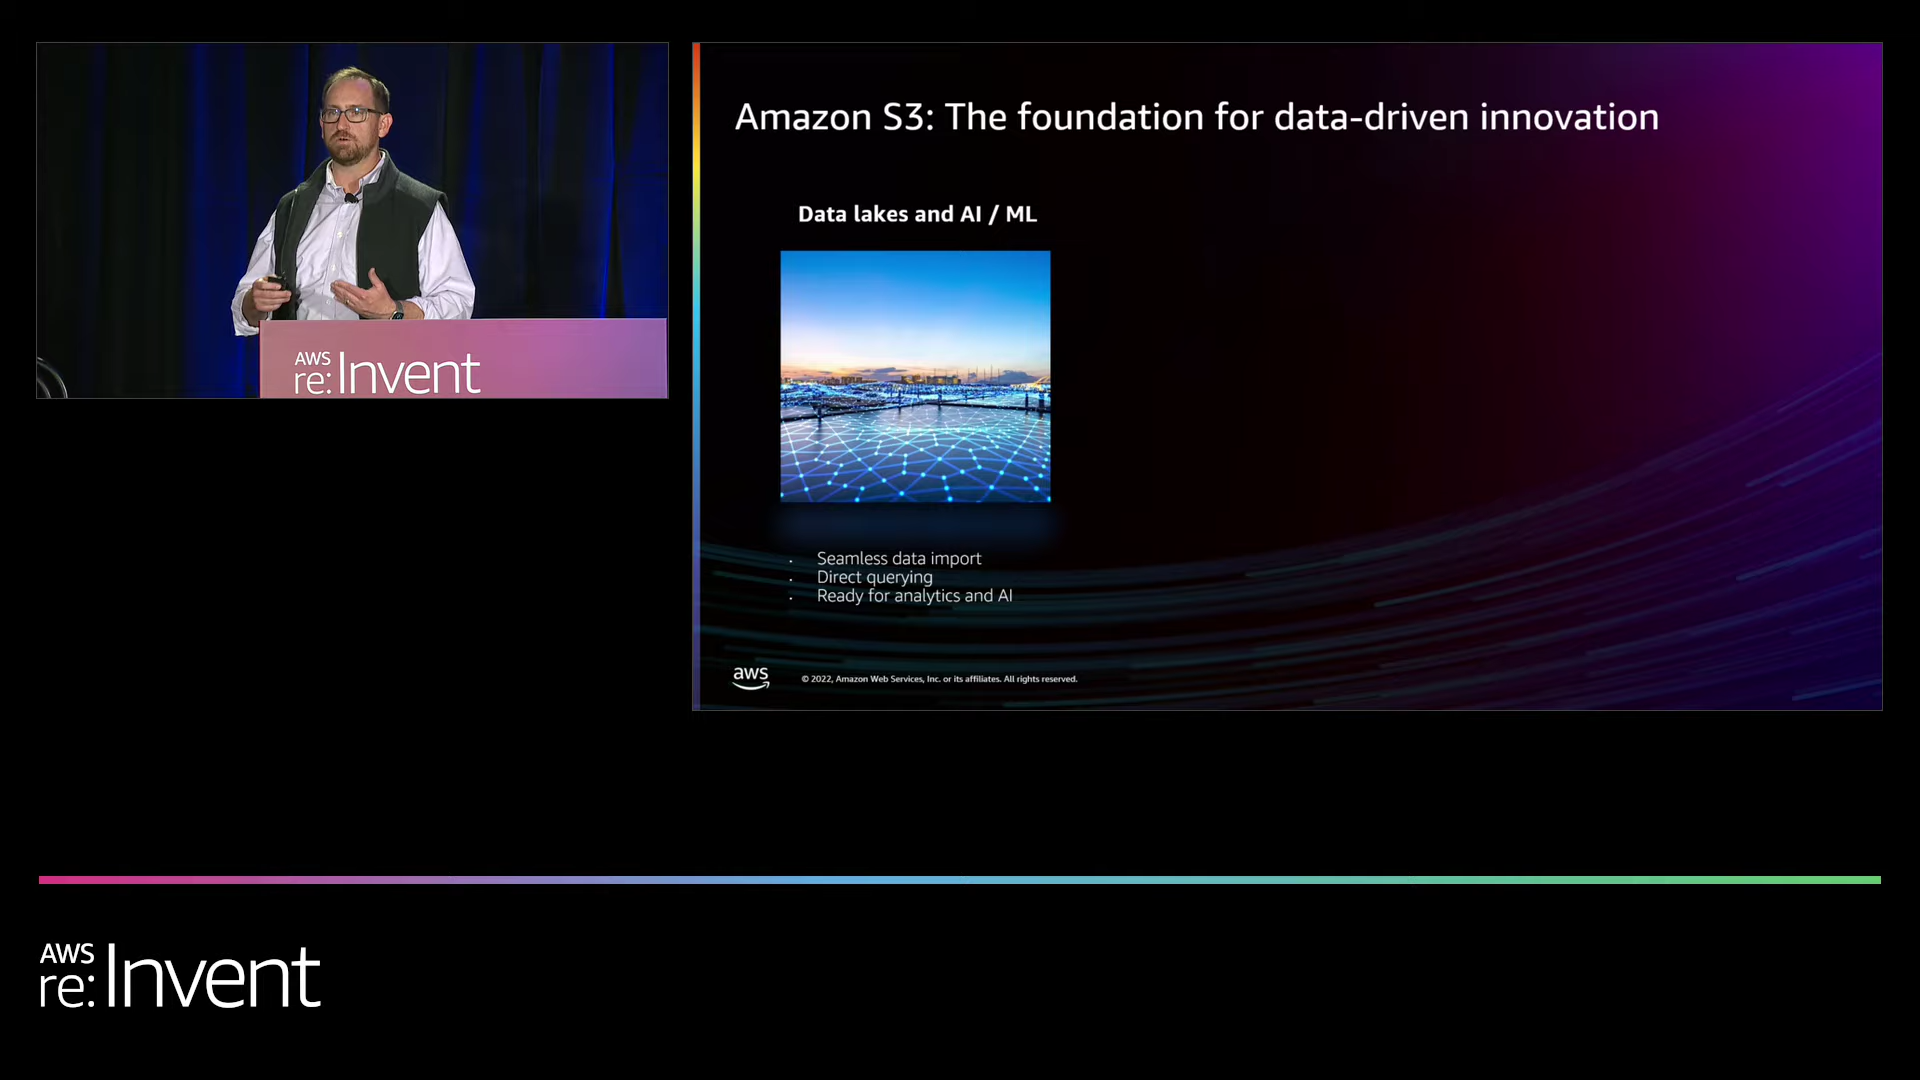 AWS
re:Invent
Amazon S3: The foundation for data-driven innovation
Data lakes and AI / ML
. Seamless data import
. Direct querying
. Ready for analytics and AI
aws
© 2022, Amazon Web Services, Inc. or its affiliates. All rights reserved.
AWS
re:Invent